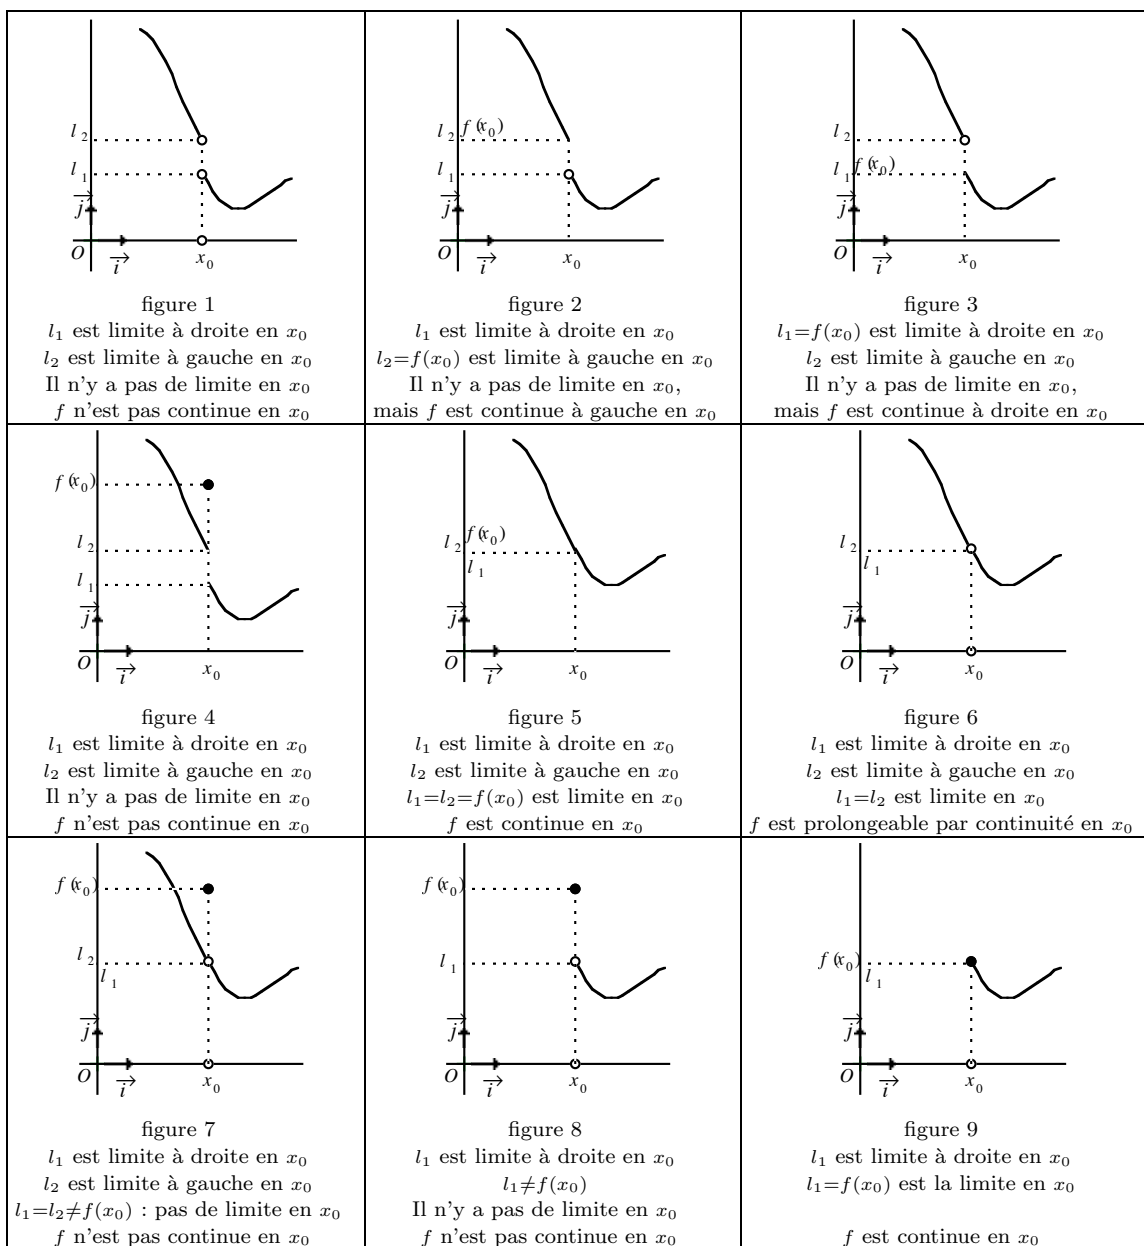 l 2
l 1
j
O
i
x 0
figure 1
l1 est limite à droite en x0
l2 est limite à gauche en x0
Il n'y a pas de limite en x0
f n'est pas continue en x0
l 2 f (x0)
l 1
j
O
i
x 0
figure 2
l1 est limite à droite en x0
l2=f(x0) est limite à gauche en x0
Il n'y a pas de limite en x0,
mais f est continue à gauche en x0
l 2
l 1 f (x0)
j
O
i
x 0
figure 3
l1=f(x0) est limite à droite en x0
l2 est limite à gauche en x0
Il n'y a pas de limite en x0,
mais f est continue à droite en x0
f (x0)
l 2
l 1
j
O
i
x 0
figure 4
l1 est limite à droite en x0
l2 est limite à gauche en x0
Il n'y a pas de limite en x0
f n'est pas continue en x0
l 2 f (x0)
l 1
j
O
i
x 0
figure 5
l1 est limite à droite en x0
l2 est limite à gauche en x0
l1=l2=f(x0) est limite en x0
f est continue en x0
l 2
l 1
j
O
i
x 0
figure 6
l1 est limite à droite en x0
l2 est limite à gauche en x0
l1=l2 est limite en x0
f est prolongeable par continuité en x0
f (x0)
l 2
l 1
j
O
i
x 0
figure 7
l1 est limite à droite en x0
l2 est limite à gauche en x0
l1=l2≠f(x0) : pas de limite en x0
f n'est pas continue en x0
f (x0)
l 1
j
O
i
x 0
figure 8
l1 est limite à droite en x0
l1≠f(x0)
Il n'y a pas de limite en x0
f n'est pas continue en x0
f (x0)
l 1
j
O
i
x 0
figure 9
l1 est limite à droite en x0
l1=f(x0) est la limite en x0
f est continue en x0